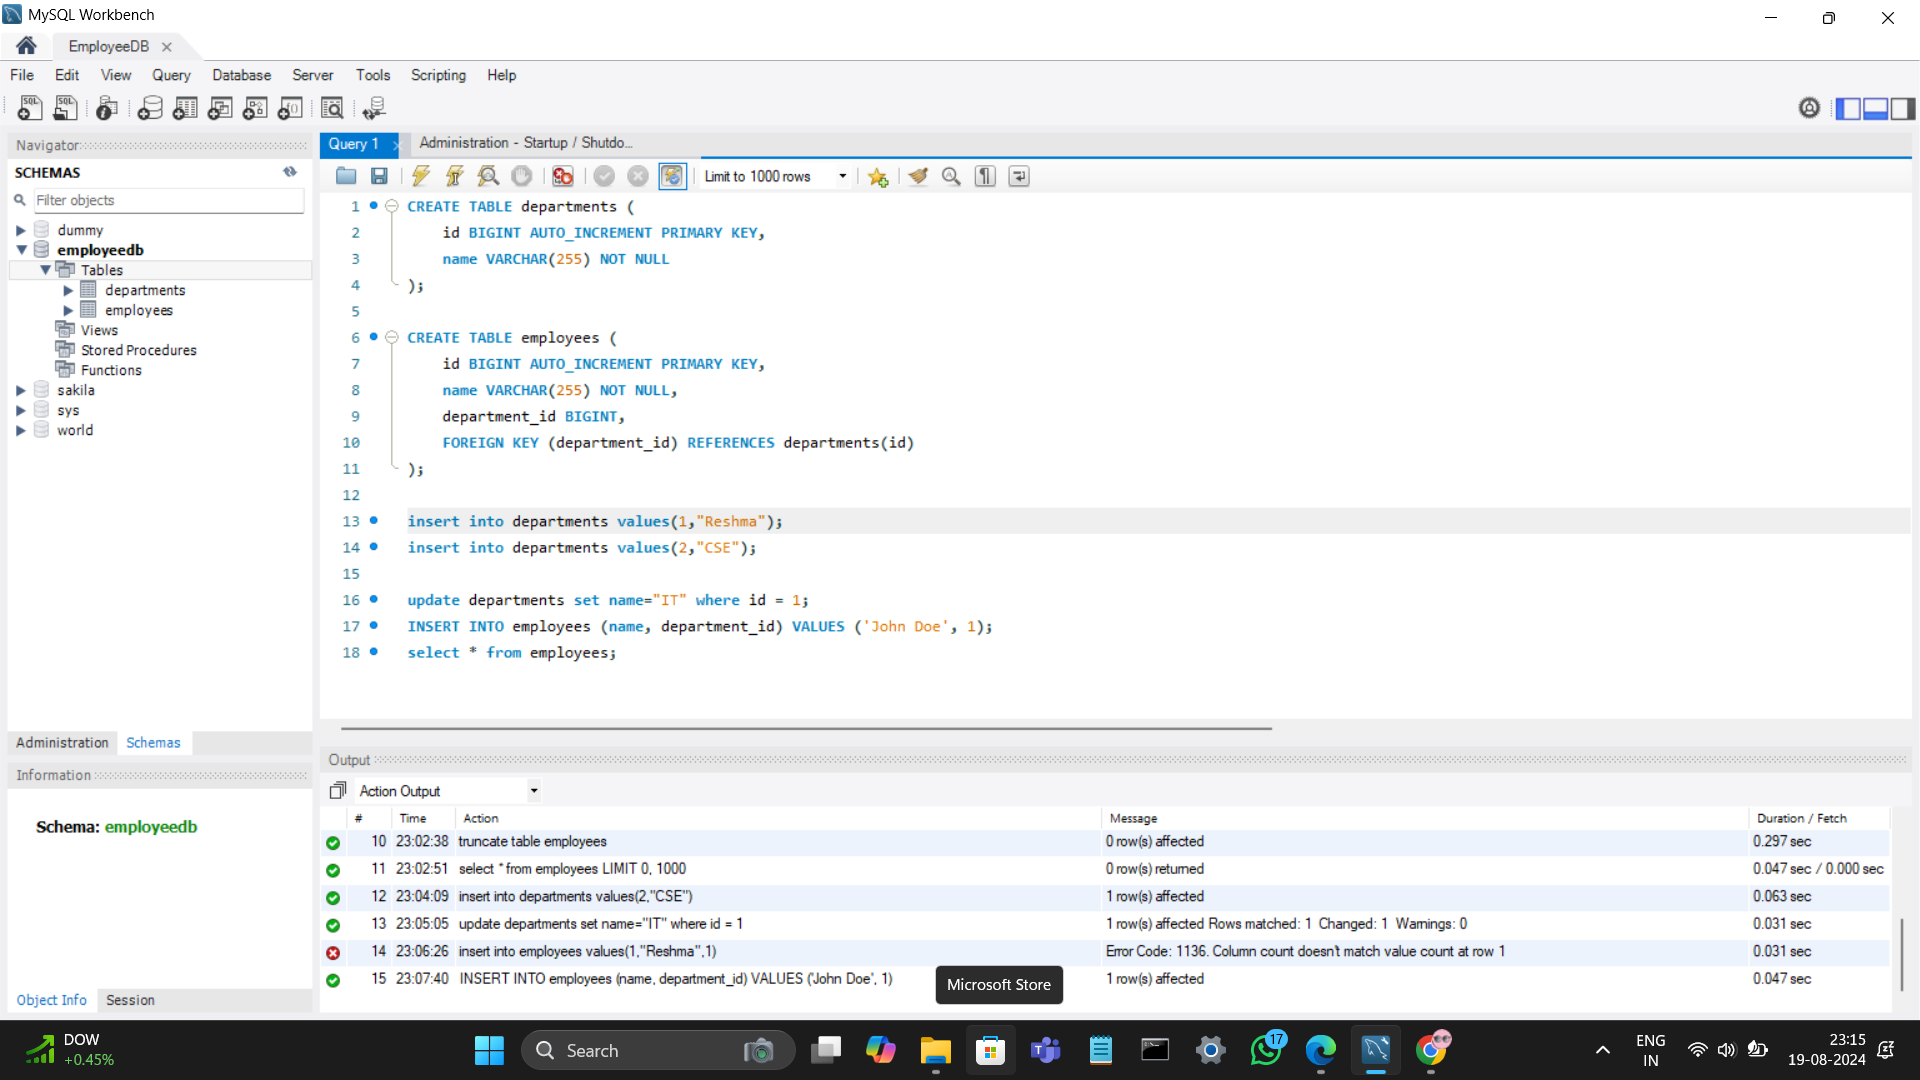 MySQL Workbench
EmployeeDB
File Edit View Query Database Server Tools Scripting Help
Navigator
SCHEMAS
Filter objects
dummy
employeedb
Tables
departments
employees
Views
Stored Procedures
Functions
sakila
sys
world
Administration Schemas
Information
Schema: employeedb
Object Info Session
Query 1 Administration - Startup / Shutdo...
Limit to 1000 rows
1 CREATE TABLE departments (
2 id BIGINT AUTO_INCREMENT PRIMARY KEY,
3 name VARCHAR(255) NOT NULL
4 );
5
6 CREATE TABLE employees (
7 id BIGINT AUTO_INCREMENT PRIMARY KEY,
8 name VARCHAR(255) NOT NULL,
9 department_id BIGINT,
10 FOREIGN KEY (department_id) REFERENCES departments(id)
11 );
12
13 insert into departments values(1,"Reshma");
14 insert into departments values(2,"CSE");
15
16 update departments set name="IT" where id = 1;
17 INSERT INTO employees (name, department_id) VALUES ('John Doe', 1);
18 select * from employees;
Output
Action Output
# Time Action Message Duration / Fetch
10 23:02:38 truncate table employees 0 row(s) affected 0.297 sec
11 23:02:51 select * from employees LIMIT 0, 1000 0 row(s) returned 0.047 sec / 0.000 sec
12 23:04:09 insert into departments values(2,"CSE") 1 row(s) affected 0.063 sec
13 23:05:05 update departments set name="IT" where id = 1 1 row(s) affected Rows matched: 1 Changed: 1 Warnings: 0 0.031 sec
14 23:06:26 insert into employees values(1,"Reshma",1) Error Code: 1136. Column count doesn't match value count at row 1 0.031 sec
15 23:07:40 INSERT INTO employees (name, department_id) VALUES ('John Doe', 1) 1 row(s) affected 0.047 sec
Microsoft Store
DOW
+0.45%
Search
17
ENG
IN
23:15
19-08-2024